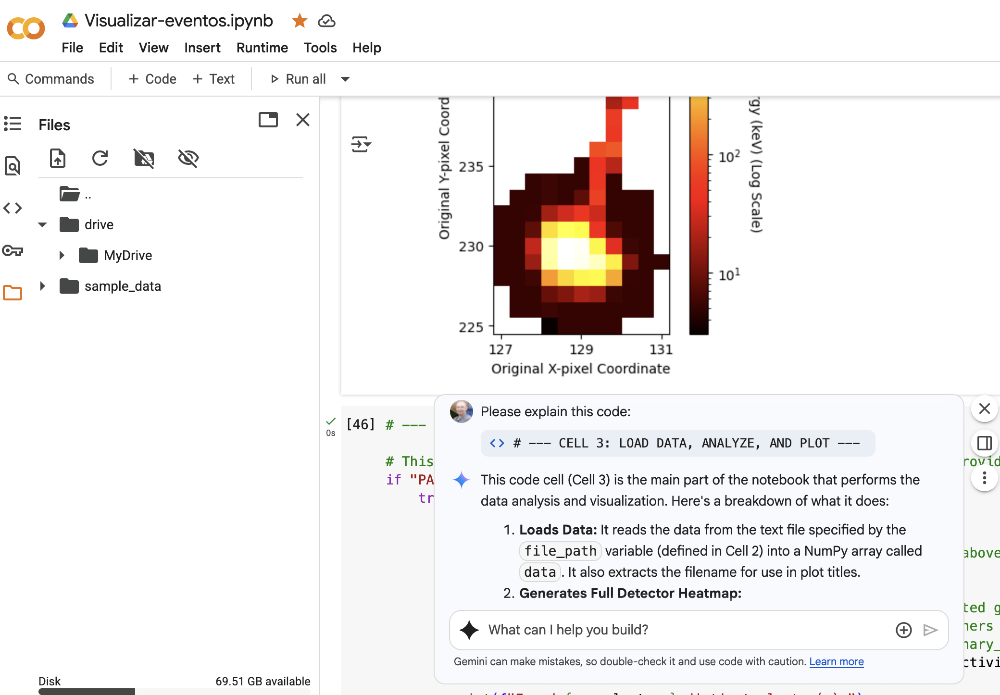 Visualizar-eventos.ipynb
File Edit View Insert Runtime Tools Help
Commands + Code + Text Run all
Files
..
drive
MyDrive
sample_data
Disk 69.51 GB available
Original Y-pixel Coord
235
230
225
127 129 131
Original X-pixel Coordinate
10²
10¹
rgy (keV) (Log Scale)
[46] # ---
0s
# This
if "PA
tr
Please explain this code:
<> # --- CELL 3: LOAD DATA, ANALYZE, AND PLOT ---
This code cell (Cell 3) is the main part of the notebook that performs the
data analysis and visualization. Here's a breakdown of what it does:
1. Loads Data: It reads the data from the text file specified by the
file_path variable (defined in Cell 2) into a NumPy array called
data. It also extracts the filename for use in plot titles.
2. Generates Full Detector Heatmap:
What can I help you build?
Gemini can make mistakes, so double-check it and use code with caution. Learn more
rovid
above
ted g
ners
nary_
ctivi